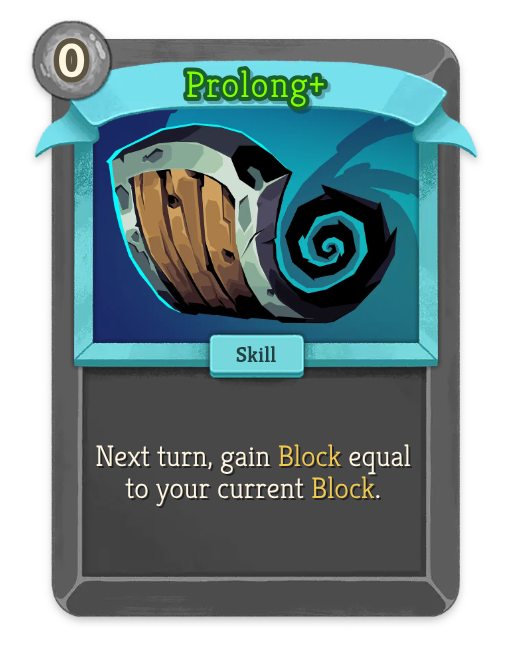 0
Prolong+
Skill
Next turn, gain Block equal
to your current Block.